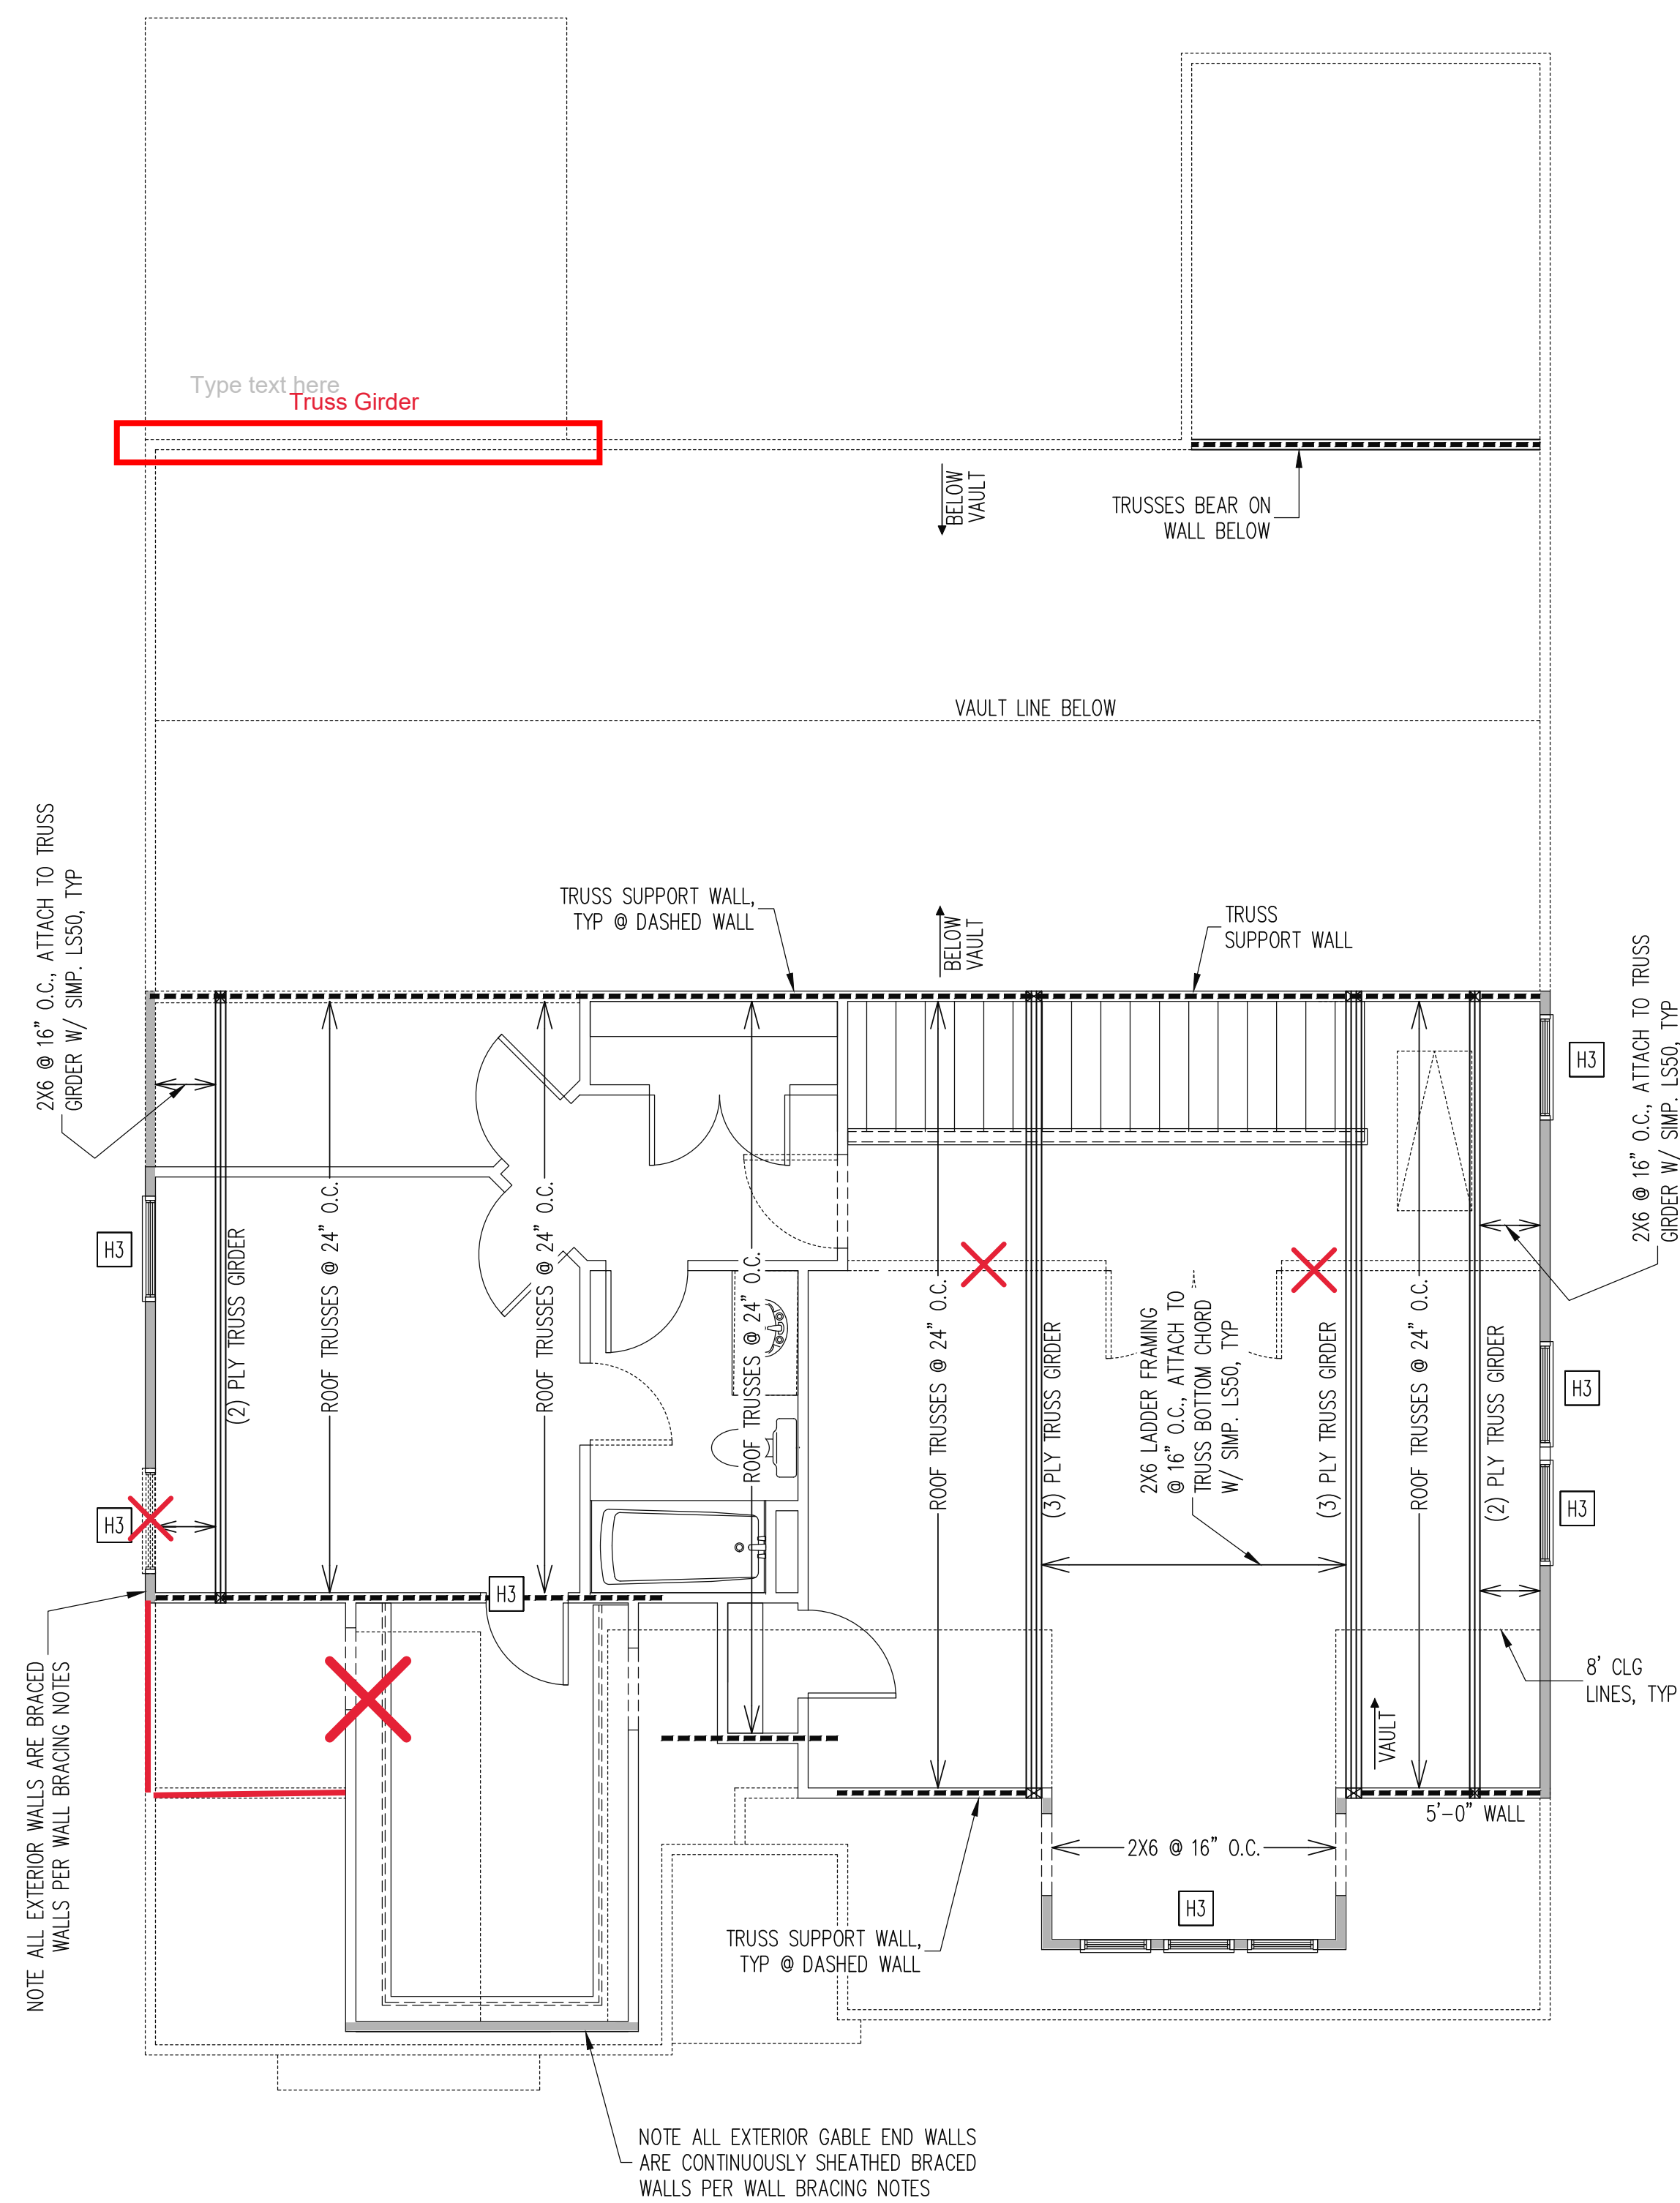 Type text here
Truss Girder
BELOW
VAULT
TRUSSES BEAR ON
WALL BELOW
VAULT LINE BELOW
2X6 @ 16" O.C., ATTACH TO TRUSS
GIRDER W/ SIMP. LS50, TYP
TRUSS SUPPORT WALL,
TYP @ DASHED WALL
BELOW
VAULT
TRUSS
SUPPORT WALL
2X6 @ 16" O.C., ATTACH TO TRUSS
GIRDER W/ SIMP. LS50, TYP
H3
H3
(2) PLY TRUSS GIRDER
ROOF TRUSSES @ 24" O.C.
ROOF TRUSSES @ 24" O.C.
ROOF TRUSSES @ 24" O.C.
ROOF TRUSSES @ 24" O.C.
(3) PLY TRUSS GIRDER
2X6 LADDER FRAMING
@ 16" O.C., ATTACH TO
TRUSS BOTTOM CHORD
W/ SIMP. LS50, TYP
(3) PLY TRUSS GIRDER
ROOF TRUSSES @ 24" O.C.
(2) PLY TRUSS GIRDER
H3
H3
H3
H3
NOTE ALL EXTERIOR WALLS ARE BRACED
WALLS PER WALL BRACING NOTES
8' CLG
LINES, TYP
VAULT
5'-0" WALL
2X6 @ 16" O.C.
H3
TRUSS SUPPORT WALL,
TYP @ DASHED WALL
NOTE ALL EXTERIOR GABLE END WALLS
ARE CONTINUOUSLY SHEATHED BRACED
WALLS PER WALL BRACING NOTES